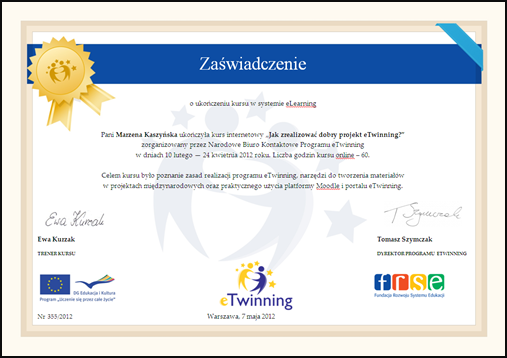 Zaświadczenie
o ukończeniu kursu w systemie eLearning
Pani Marzena Kaszyńska ukończyła kurs internetowy „Jak zrealizować dobry projekt eTwinning?”
zorganizowany przez Narodowe Biuro Kontaktowe Programu eTwinning
w dniach 10 lutego — 24 kwietnia 2012 roku. Liczba godzin kursu online – 60.
Celem kursu było poznanie zasad realizacji programu eTwinning, narzędzi do tworzenia materiałów
w projektach międzynarodowych oraz praktycznego użycia platformy Moodle i portalu eTwinning.
Ewa Kurzak
T Szymczak
Ewa Kurzak
Tomasz Szymczak
TRENER KURSU
DYREKTOR PROGRAMU ETWINNING
DG Edukacja i Kultura
Program „Uczenie się przez całe życie”
eTwinning
frse
Fundacja Rozwoju Systemu Edukacji
Nr 355/2012
Warszawa, 7 maja 2012